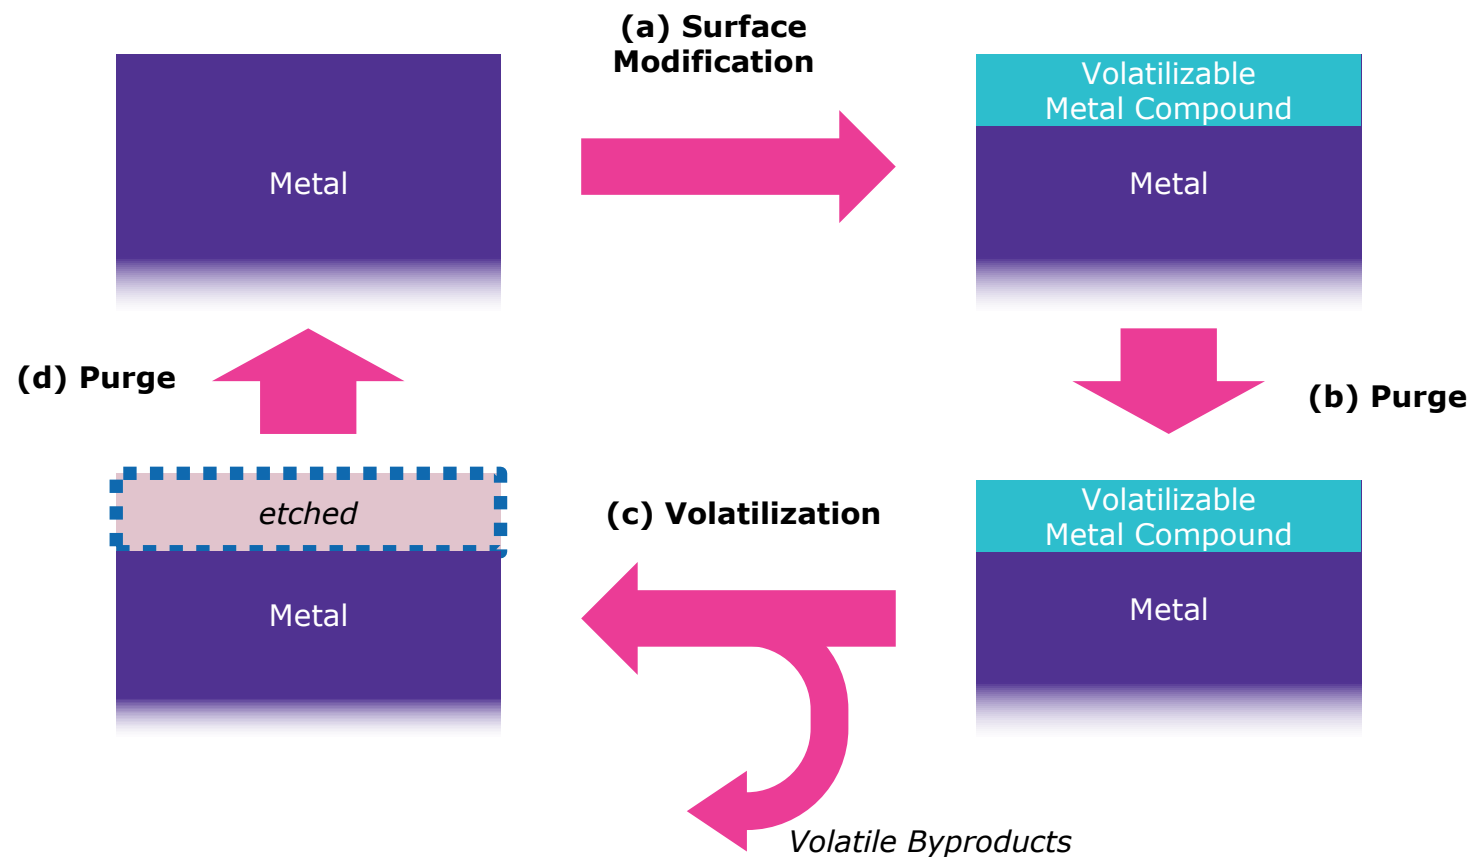 (a) Surface
Modification
Metal
Volatilizable
Metal Compound
Metal
(d) Purge
(b) Purge
etched
Metal
(c) Volatilization
Volatilizable
Metal Compound
Metal
Volatile Byproducts